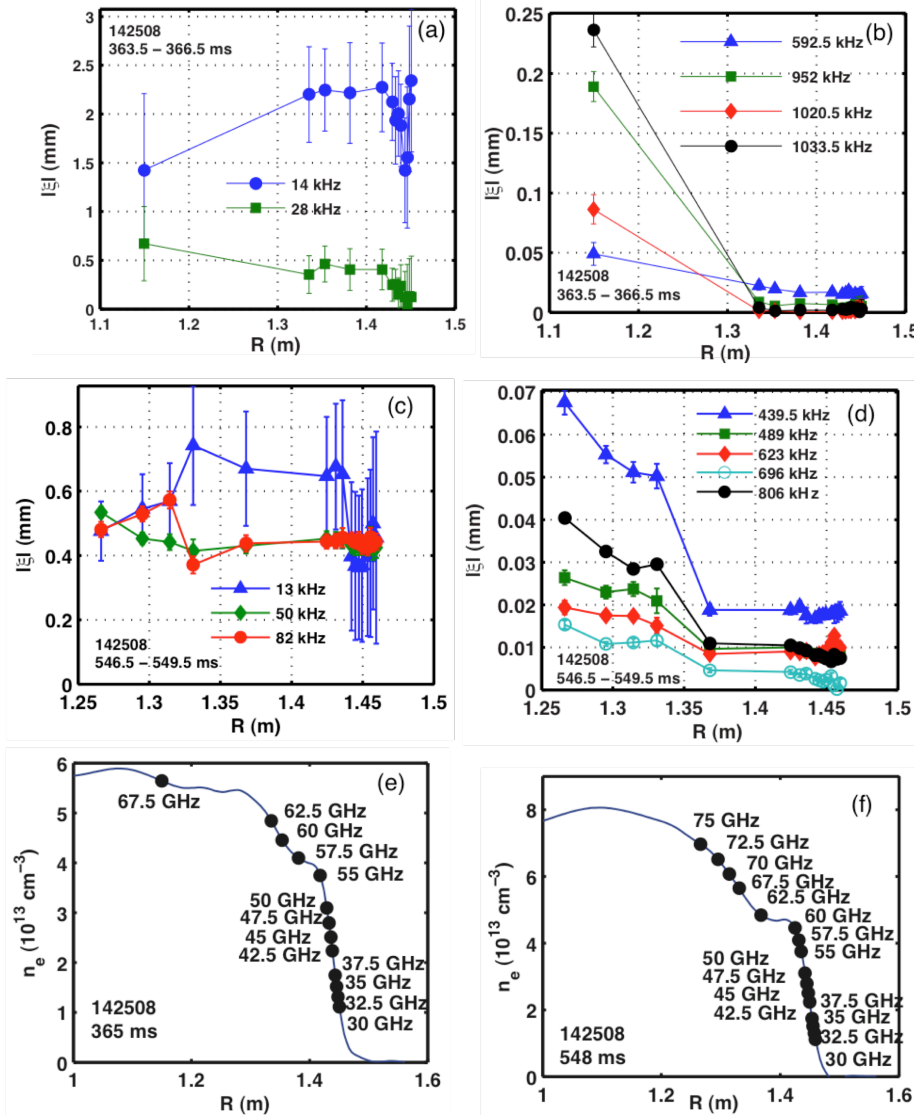 142508
363.5 – 366.5 ms
(a)
|ξ| (mm)
3
2.5
2
1.5
1
0.5
0
14 kHz
28 kHz
1.1 1.2 1.3 1.4 1.5
R (m)
(b)
|ξ| (mm)
0.25
0.2
0.15
0.1
0.05
0
592.5 kHz
952 kHz
1020.5 kHz
1033.5 kHz
142508
363.5 – 366.5 ms
1.1 1.2 1.3 1.4 1.5
R (m)
(c)
|ξ| (mm)
0.8
0.6
0.4
0.2
0
13 kHz
50 kHz
82 kHz
142508
546.5 – 549.5 ms
1.25 1.3 1.35 1.4 1.45 1.5
R (m)
(d)
|ξ| (mm)
0.07
0.06
0.05
0.04
0.03
0.02
0.01
0
439.5 kHz
489 kHz
623 kHz
696 kHz
806 kHz
142508
546.5 – 549.5 ms
1.25 1.3 1.35 1.4 1.45 1.5
R (m)
(e)
ne (10¹³ cm⁻³)
6
5
4
3
2
1
0
67.5 GHz
62.5 GHz
60 GHz
57.5 GHz
55 GHz
50 GHz
47.5 GHz
45 GHz
42.5 GHz
37.5 GHz
35 GHz
32.5 GHz
30 GHz
142508
365 ms
1 1.2 1.4 1.6
R (m)
(f)
ne (10¹³ cm⁻³)
8
6
4
2
0
75 GHz
72.5 GHz
70 GHz
67.5 GHz
62.5 GHz
60 GHz
57.5 GHz
55 GHz
50 GHz
47.5 GHz
45 GHz
42.5 GHz
37.5 GHz
35 GHz
32.5 GHz
30 GHz
142508
548 ms
1 1.2 1.4 1.6
R (m)